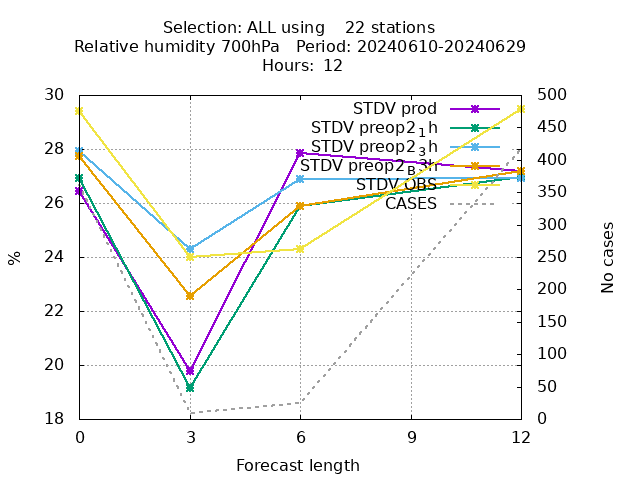 Selection: ALL using 22 stations
Relative humidity 700hPa Period: 20240610-20240629
Hours: 12
30
28
26
24
22
20
18
%
500
450
400
350
300
250
200
150
100
50
0
No cases
STDV prod
STDV preop2₁h
STDV preop2₃h
STDV preop2_B3h
STDV OBS
CASES
0 3 6 9 12
Forecast length